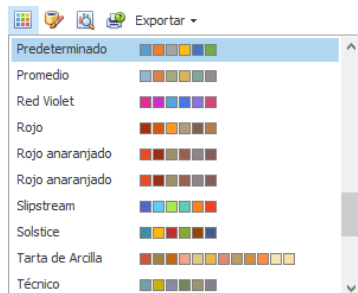 Exportar
Predeterminado
Promedio
Red Violet
Rojo
Rojo anaranjado
Rojo anaranjado
Slipstream
Solstice
Tarta de Arcilla
Técnico